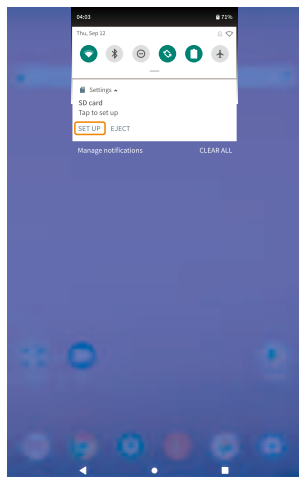 04:03
71%
Thu, Sep 12
Settings
SD card
Tap to set up
SET UP EJECT
Manage notifications CLEAR ALL